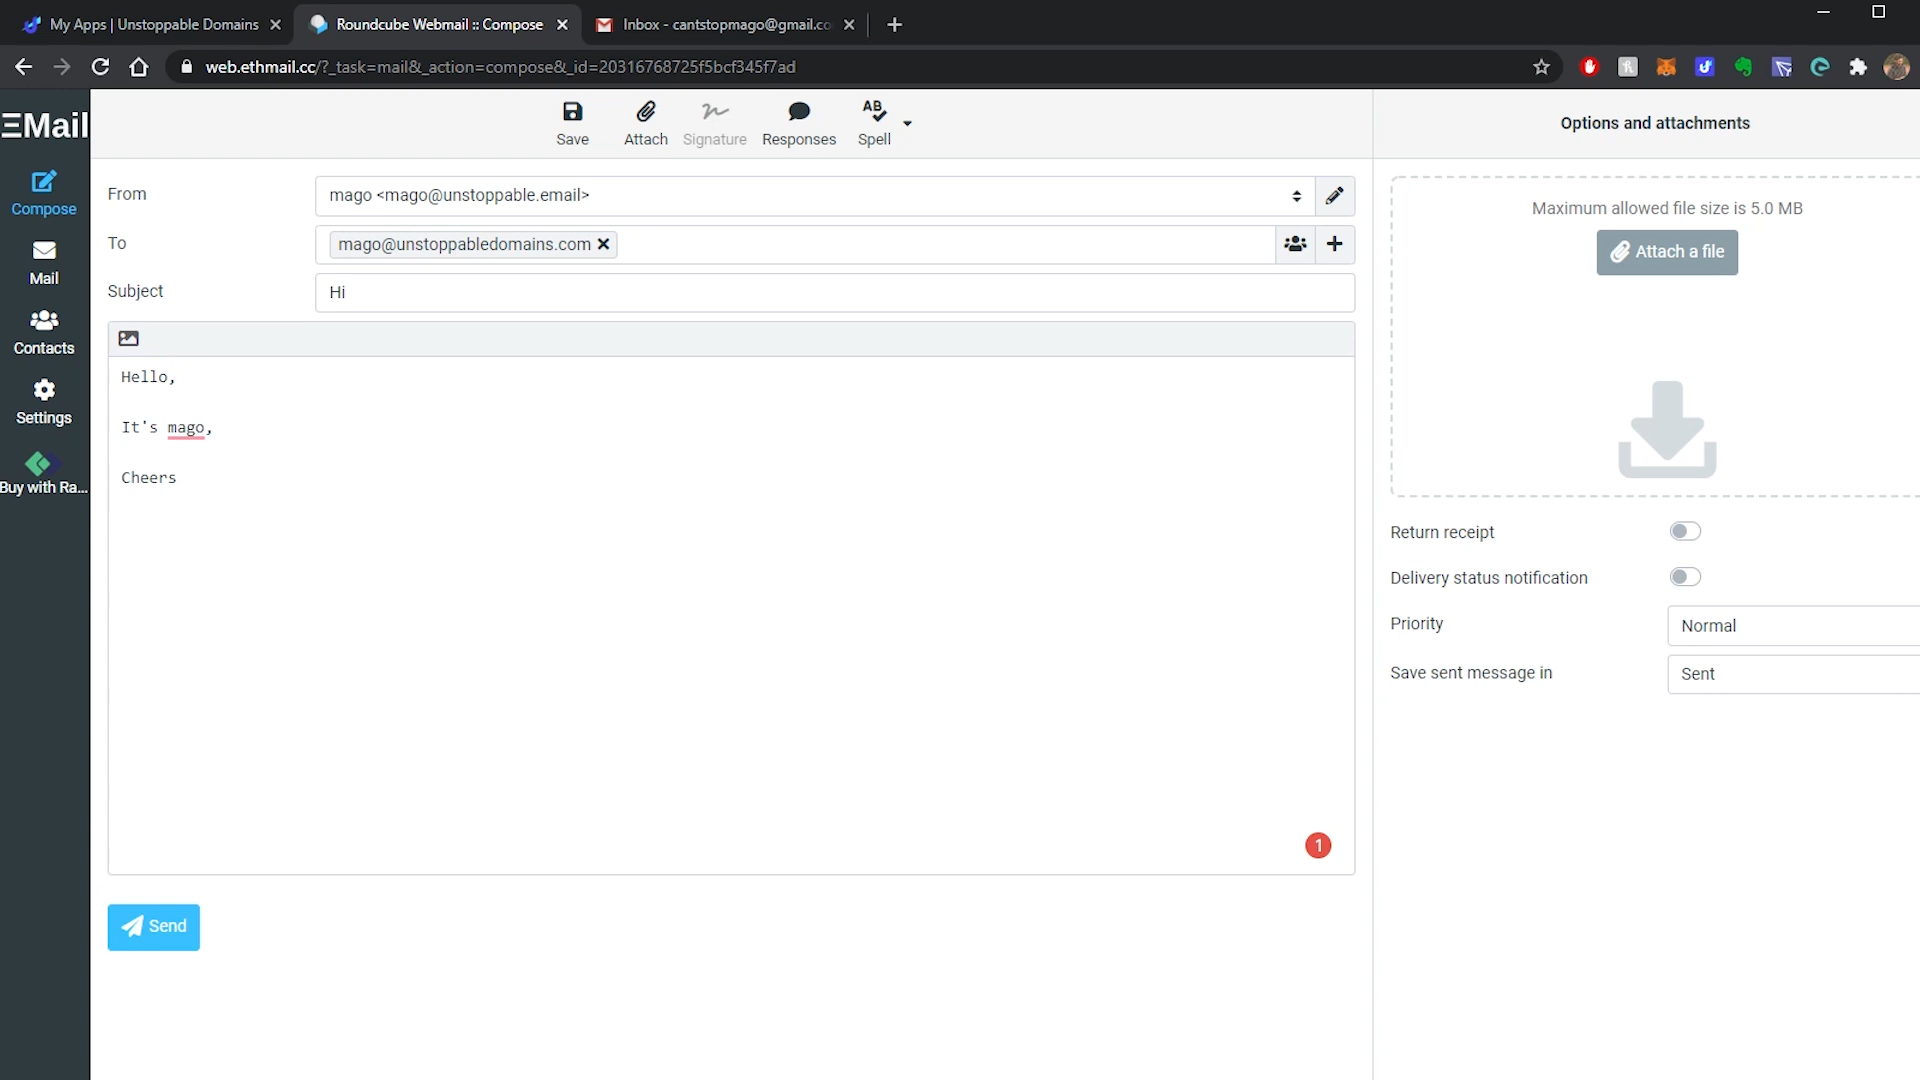 My Apps | Unstoppable Domains
Roundcube Webmail :: Compose
Inbox - cantstopmago@gmail.co
web.ethmail.cc/?_task=mail&_action=compose&_id=20316768725f5bcf345f7ad
ΞMail
Save
Attach
Signature
Responses
AB
Spell
Options and attachments
Compose
Mail
Contacts
Settings
Buy with Ra...
From
mago <mago@unstoppable.email>
To
mago@unstoppabledomains.com
Subject
Hi
Hello,
It's mago,
Cheers
1
Send
Maximum allowed file size is 5.0 MB
Attach a file
Return receipt
Delivery status notification
Priority
Normal
Save sent message in
Sent